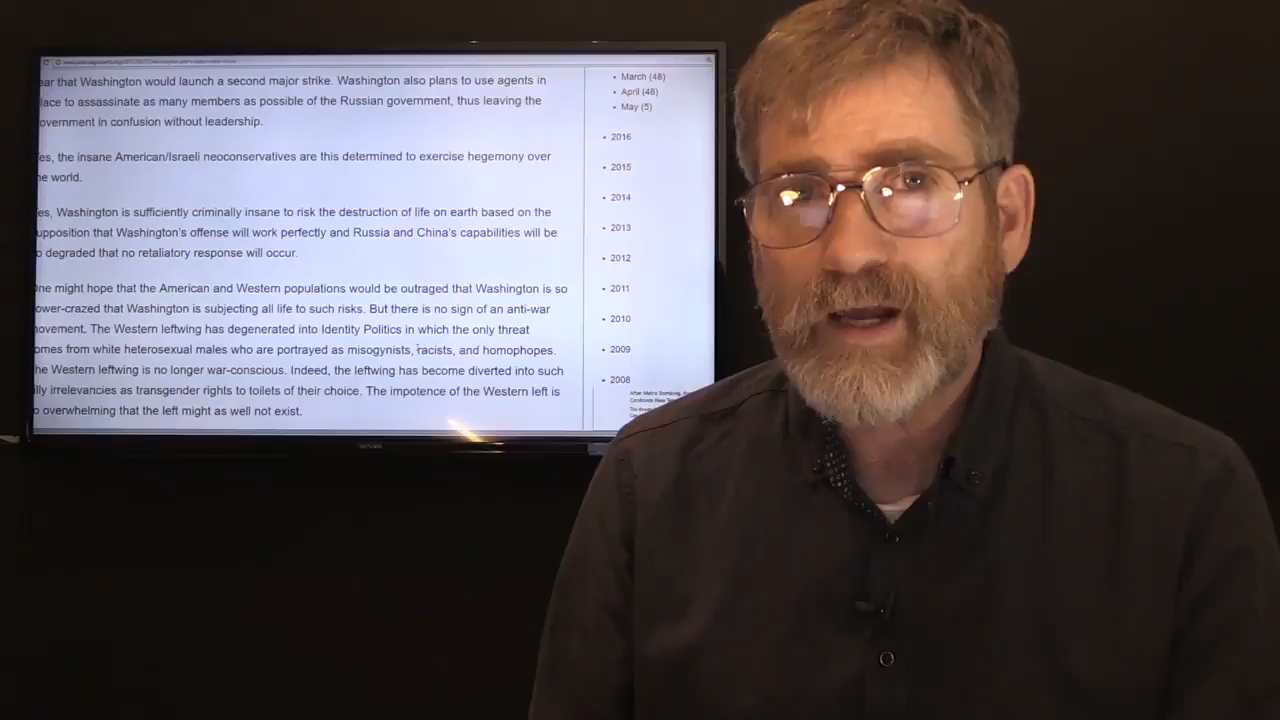 ear that Washington would launch a second major strike. Washington also plans to use agents in
lace to assassinate as many members as possible of the Russian government, thus leaving the
overnment in confusion without leadership.
es, the insane American/Israeli neoconservatives are this determined to exercise hegemony over
he world.
es, Washington is sufficiently criminally insane to risk the destruction of life on earth based on the
upposition that Washington's offense will work perfectly and Russia and China's capabilities will be
o degraded that no retaliatory response will occur.
One might hope that the American and Western populations would be outraged that Washington is so
ower-crazed that Washington is subjecting all life to such risks. But there is no sign of an anti-war
movement. The Western leftwing has degenerated into Identity Politics in which the only threat
omes from white heterosexual males who are portrayed as misogynists, racists, and homophopes.
he Western leftwing is no longer war-conscious. Indeed, the leftwing has become diverted into such
illy irrelevancies as transgender rights to toilets of their choice. The impotence of the Western left is
o overwhelming that the left might as well not exist.
March (48)
April (48)
May (5)
2016
2015
2014
2013
2012
2011
2010
2009
2008